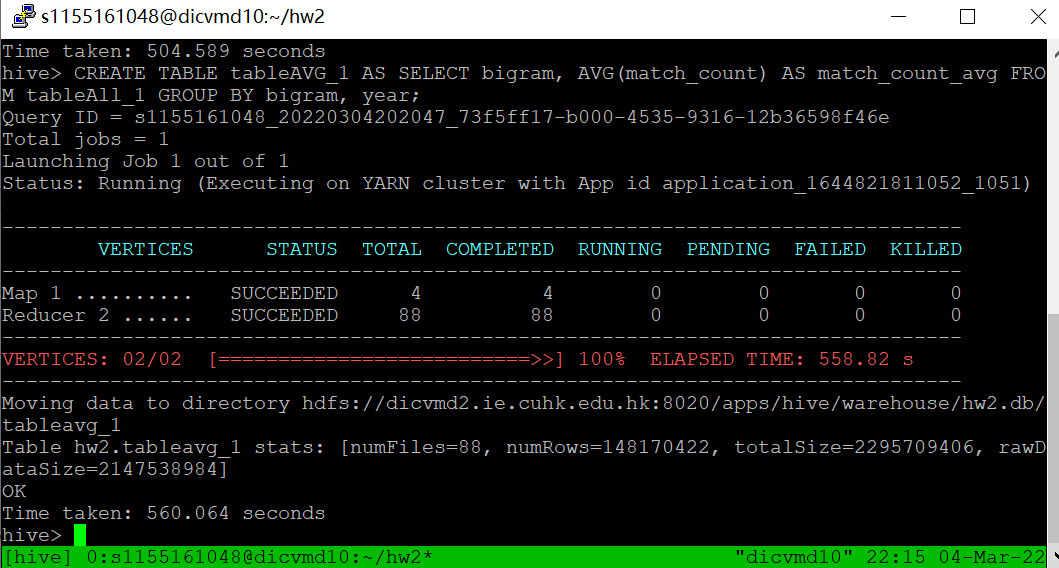 s1155161048@dicvmd10:~/hw2
Time taken: 504.589 seconds
hive> CREATE TABLE tableAVG_1 AS SELECT bigram, AVG(match_count) AS match_count_avg FRO
M tableAll_1 GROUP BY bigram, year;
Query ID = s1155161048_20220304202047_73f5ff17-b000-4535-9316-12b36598f46e
Total jobs = 1
Launching Job 1 out of 1
Status: Running (Executing on YARN cluster with App id application_1644821811052_1051)
--------------------------------------------------------------------------------
VERTICES STATUS TOTAL COMPLETED RUNNING PENDING FAILED KILLED
--------------------------------------------------------------------------------
Map 1 .......... SUCCEEDED 4 4 0 0 0 0
Reducer 2 ...... SUCCEEDED 88 88 0 0 0 0
--------------------------------------------------------------------------------
VERTICES: 02/02 [==========================>>] 100% ELAPSED TIME: 558.82 s
--------------------------------------------------------------------------------
Moving data to directory hdfs://dicvmd2.ie.cuhk.edu.hk:8020/apps/hive/warehouse/hw2.db/
tableavg_1
Table hw2.tableavg_1 stats: [numFiles=88, numRows=148170422, totalSize=2295709406, rawD
ataSize=2147538984]
OK
Time taken: 560.064 seconds
hive>
[hive] 0:s1155161048@dicvmd10:~/hw2* "dicvmd10" 22:15 04-Mar-22